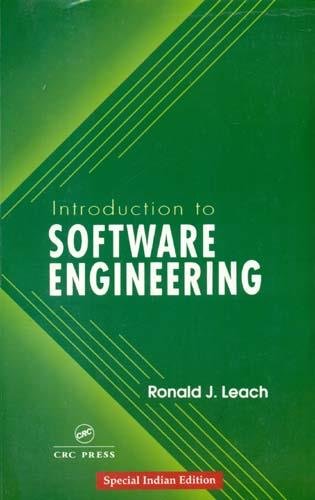 Introduction to
SOFTWARE
ENGINEERING
Ronald J. Leach
CRC
CRC PRESS
Special Indian Edition